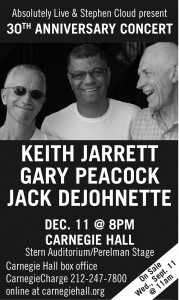 Absolutely Live & Stephen Cloud present
30TH ANNIVERSARY CONCERT
KEITH JARRETT
GARY PEACOCK
JACK DEJOHNETTE
DEC. 11 @ 8PM
CARNEGIE HALL
Stern Auditorium/Perelman Stage
Carnegie Hall box office
CarnegieCharge 212-247-7800
online at carnegiehall.org
On Sale
Wed., Sept. 11
@ 11am